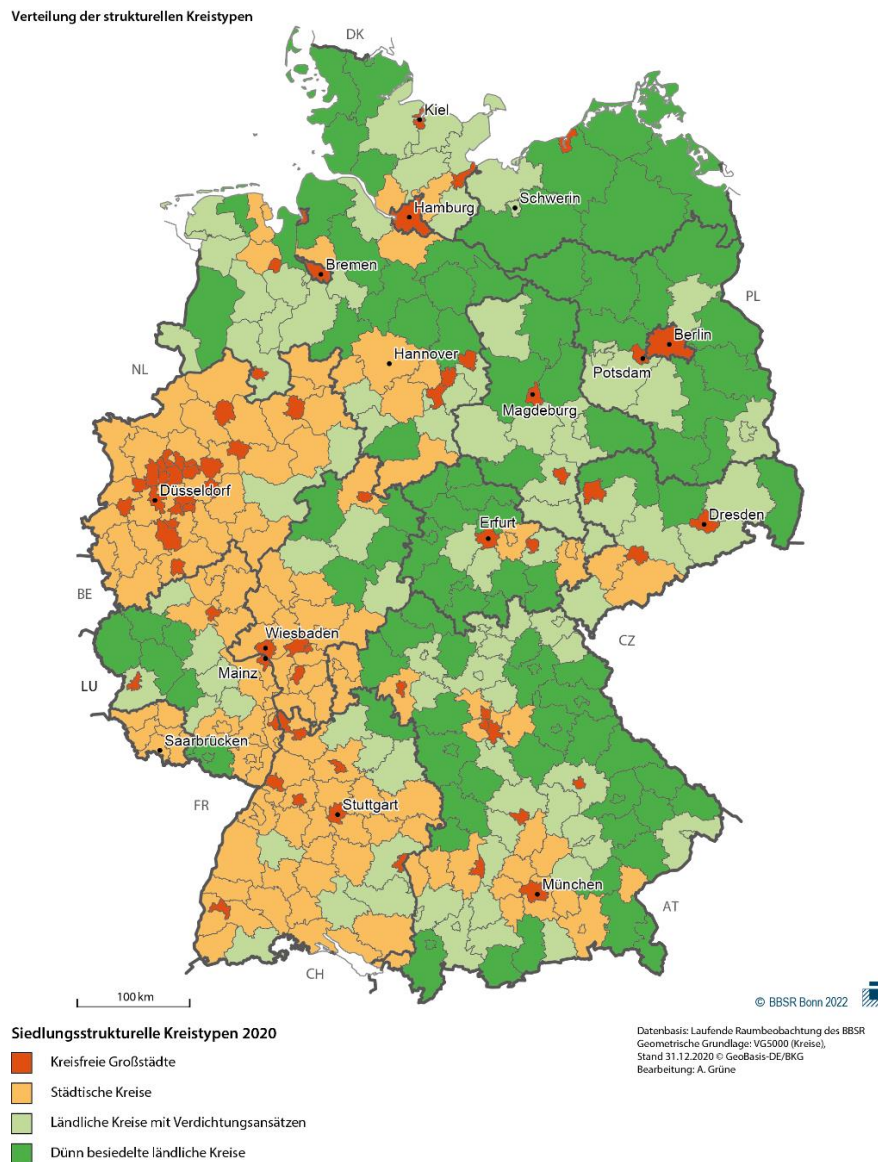 Verteilung der strukturellen Kreistypen
DK
Kiel
Schwerin
Hamburg
Bremen
PL
Berlin
Hannover
NL
Potsdam
Magdeburg
Düsseldorf
Dresden
Erfurt
BE
Wiesbaden
CZ
Mainz
LU
Saarbrücken
FR
Stuttgart
München
AT
CH
100 km
© BBSR Bonn 2022
Siedlungsstrukturelle Kreistypen 2020
Kreisfreie Großstädte
Städtische Kreise
Ländliche Kreise mit Verdichtungsansätzen
Dünn besiedelte ländliche Kreise
Datenbasis: Laufende Raumbeobachtung des BBSR
Geometrische Grundlage: VG5000 (Kreise),
Stand 31.12.2020 © GeoBasis-DE/BKG
Bearbeitung: A. Grüne